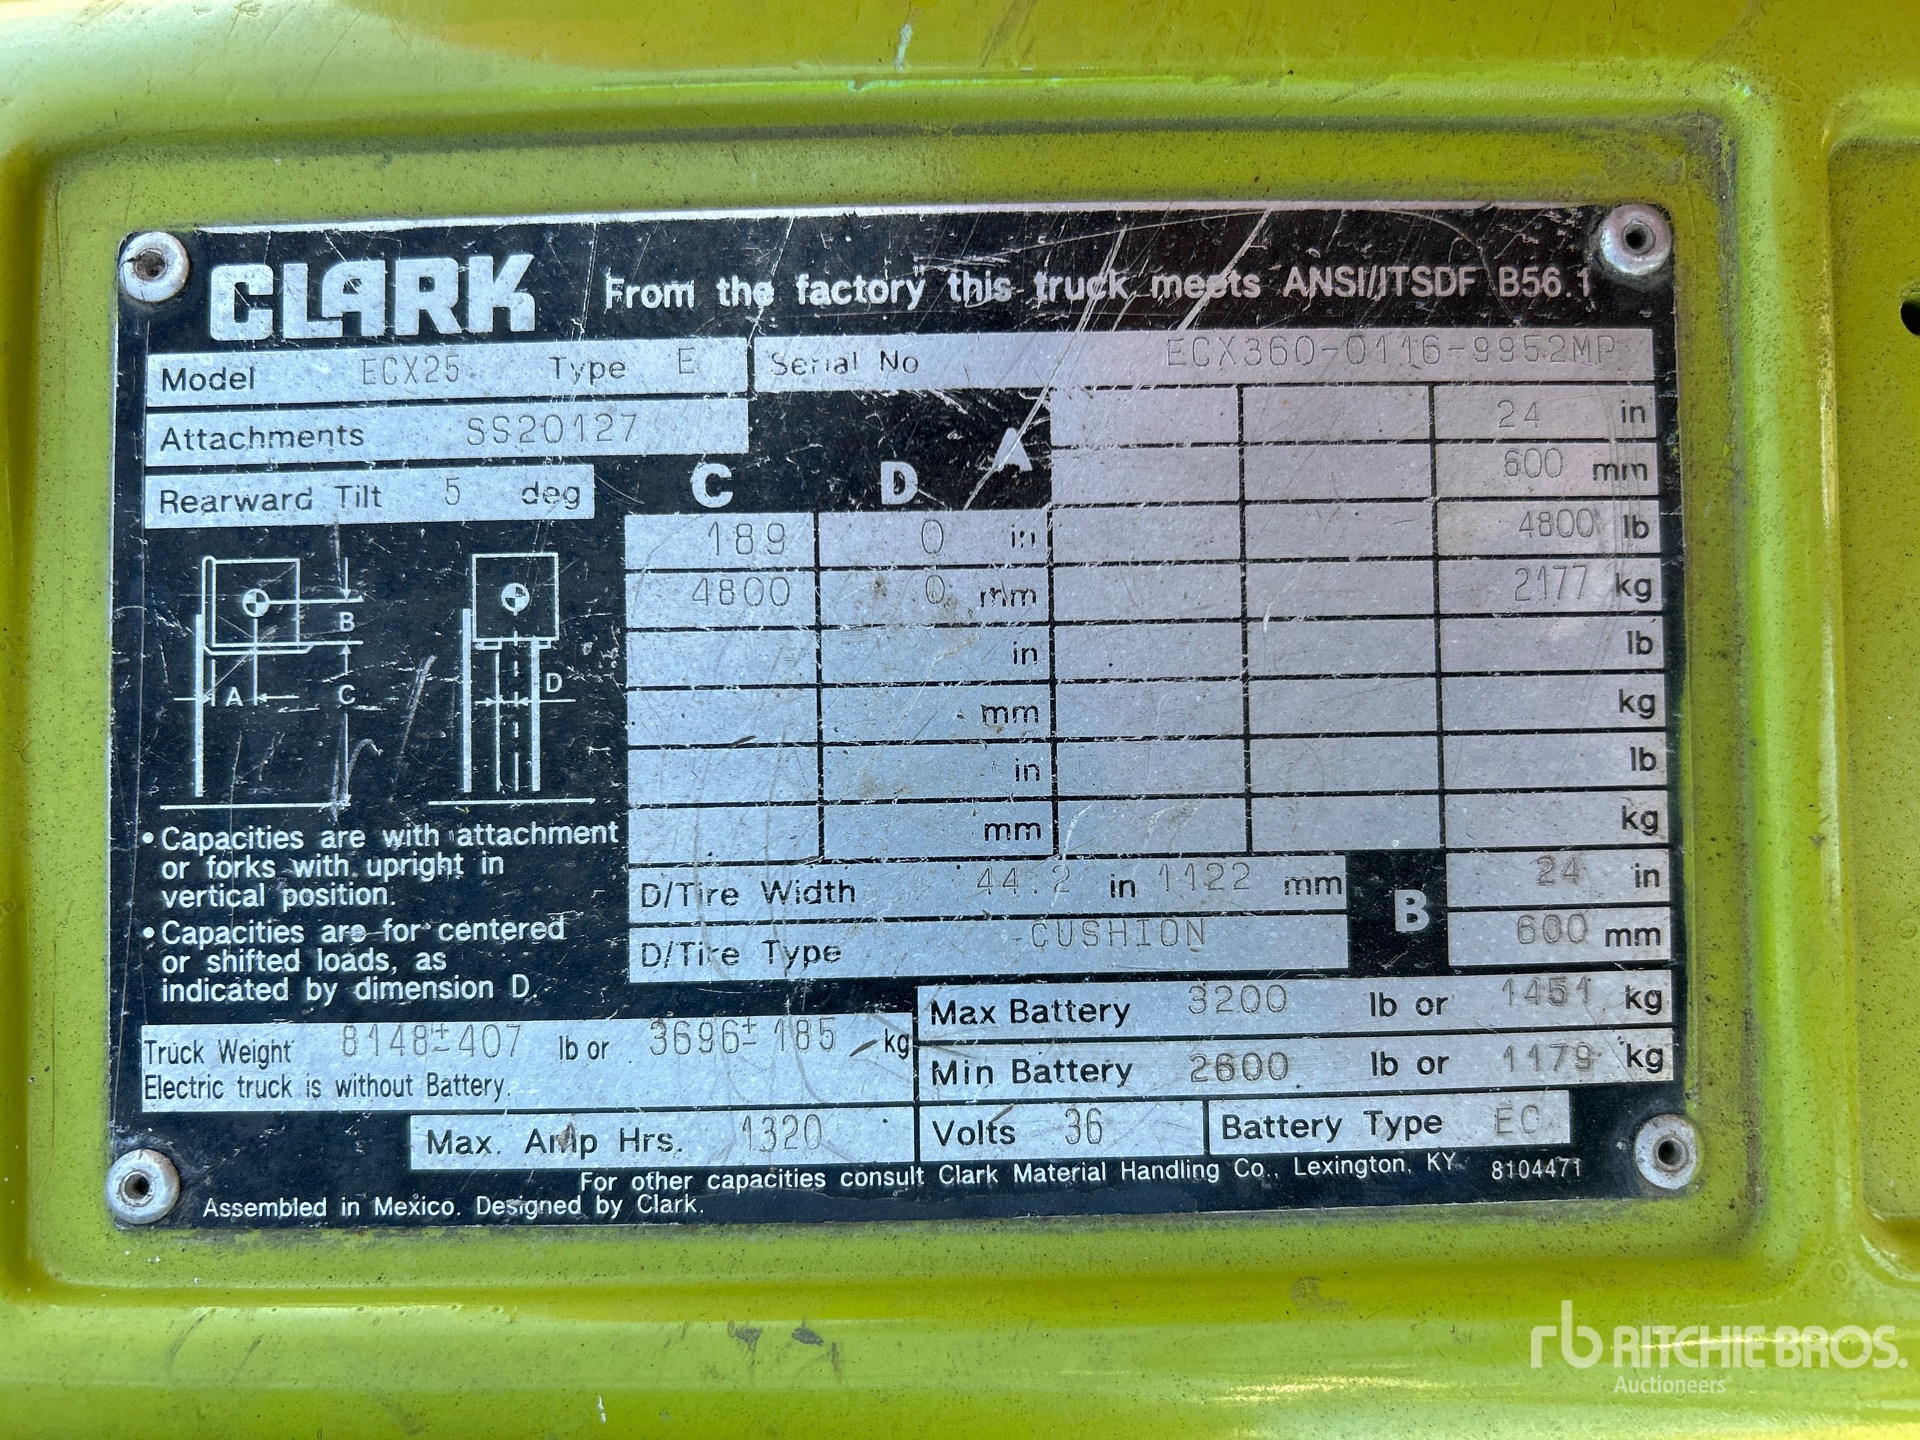 CLARK From the factory this truck meets ANSI/ITSDF B56.1
Model ECX25 Type E Serial No ECX360-0116-9952MP
Attachments SS20127
Rearward Tilt 5 deg
C D A
24 in
600 mm
189 0 in 4800 lb
4800 0 mm 2177 kg
in lb
mm kg
in lb
mm kg
B
A C D
• Capacities are with attachment
or forks with upright in
vertical position.
• Capacities are for centered
or shifted loads, as
indicated by dimension D.
D/Tire Width 44.2 in 1122 mm
D/Tire Type CUSHION
B 24 in
600 mm
Max Battery 3200 lb or 1451 kg
Min Battery 2600 lb or 1179 kg
Truck Weight 8148±407 lb or 3696±185 kg
Electric truck is without Battery.
Max. Amp Hrs. 1320 Volts 36 Battery Type EC
For other capacities consult Clark Material Handling Co., Lexington, KY 8104471
Assembled in Mexico. Designed by Clark.
rb RITCHIE BROS.
Auctioneers